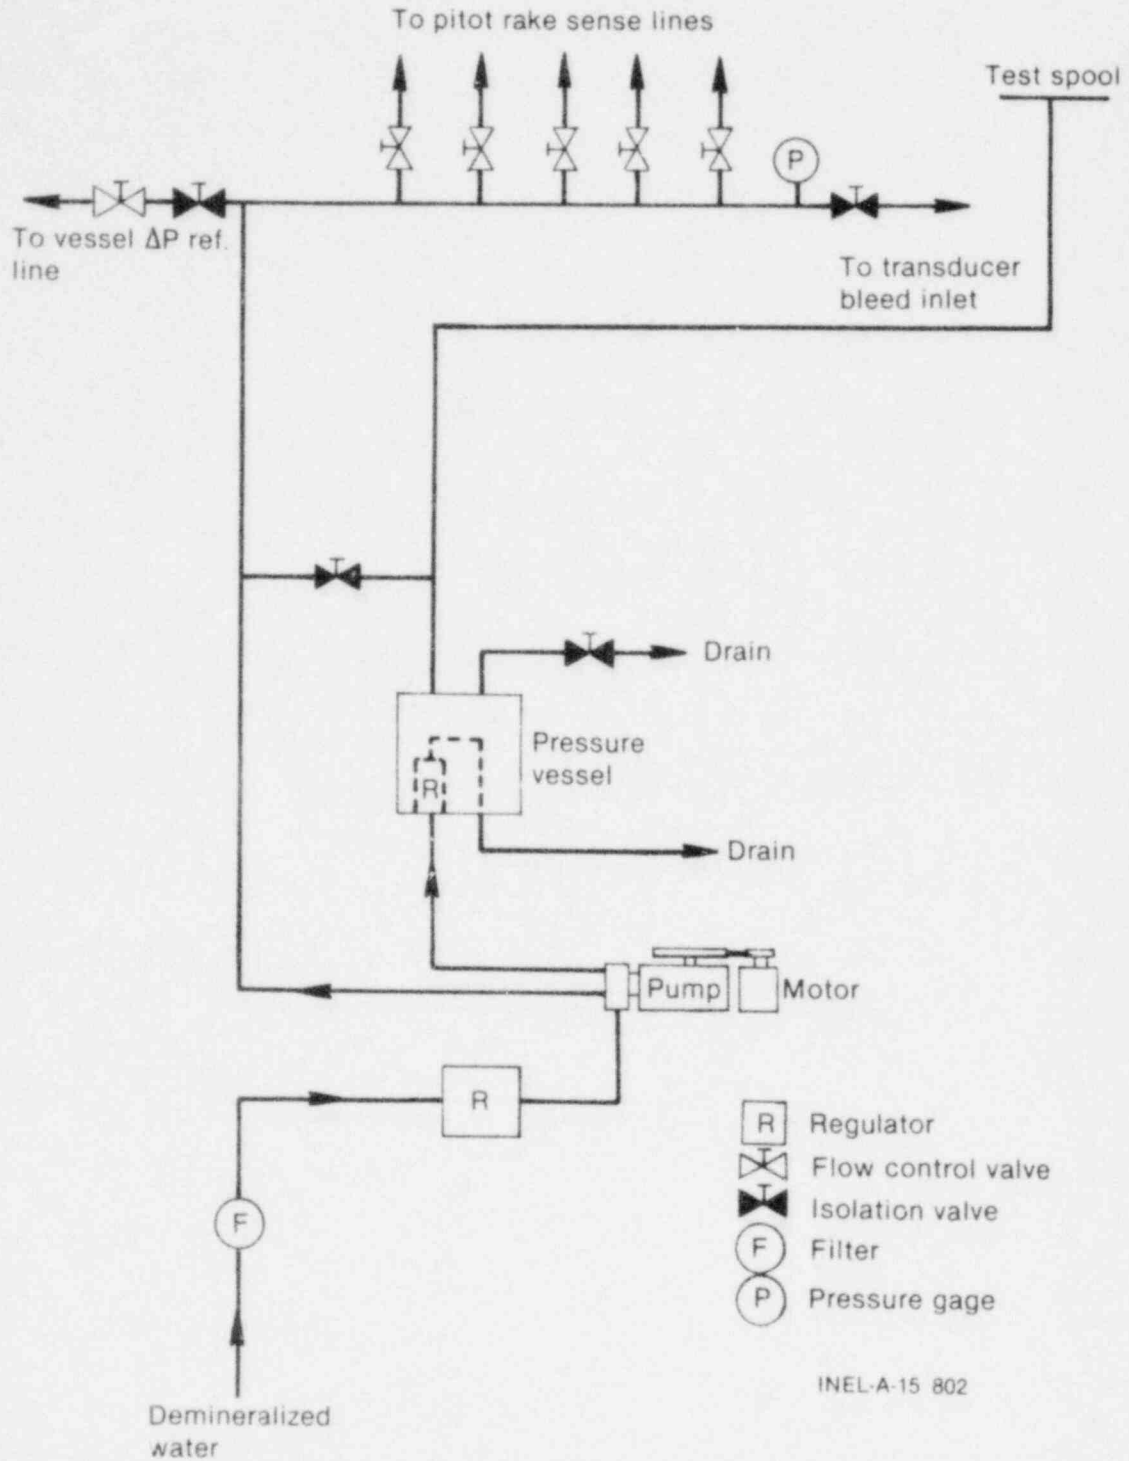 To pitot rake sense lines
Test spool
P
To vessel ΔP ref.
line
To transducer
bleed inlet
Drain
Pressure
vessel
R
Drain
Pump
Motor
R
R Regulator
Flow control valve
Isolation valve
F
F Filter
P Pressure gage
INEL-A-15 802
Demineralized
water